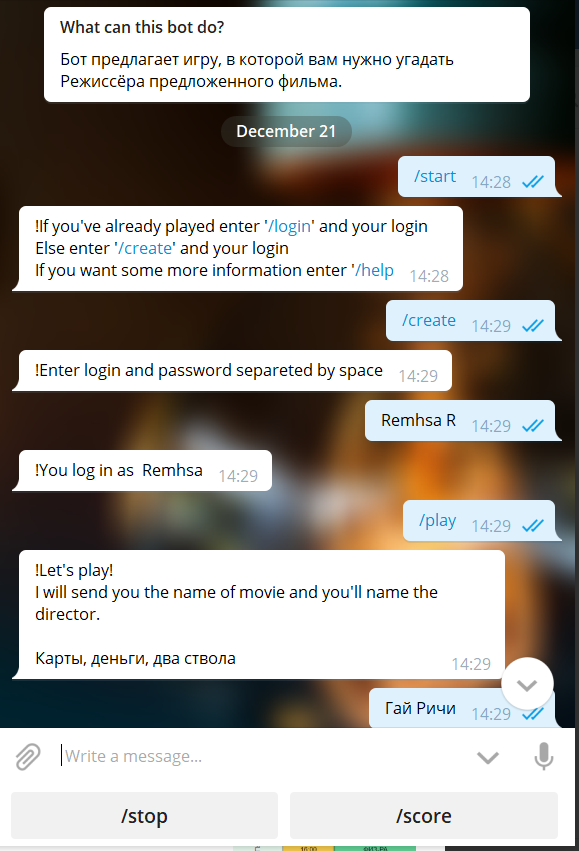 What can this bot do?
Бот предлагает игру, в которой вам нужно угадать
Режиссёра предложенного фильма.
December 21
/start 14:28
!If you've already played enter '/login' and your login
Else enter '/create' and your login
If you want some more information enter '/help 14:28
/create 14:29
!Enter login and password separeted by space 14:29
Remhsa R 14:29
!You log in as Remhsa 14:29
/play 14:29
!Let's play!
I will send you the name of movie and you'll name the
director.
Карты, деньги, два ствола 14:29
Гай Ричи 14:29
Write a message...
/stop /score